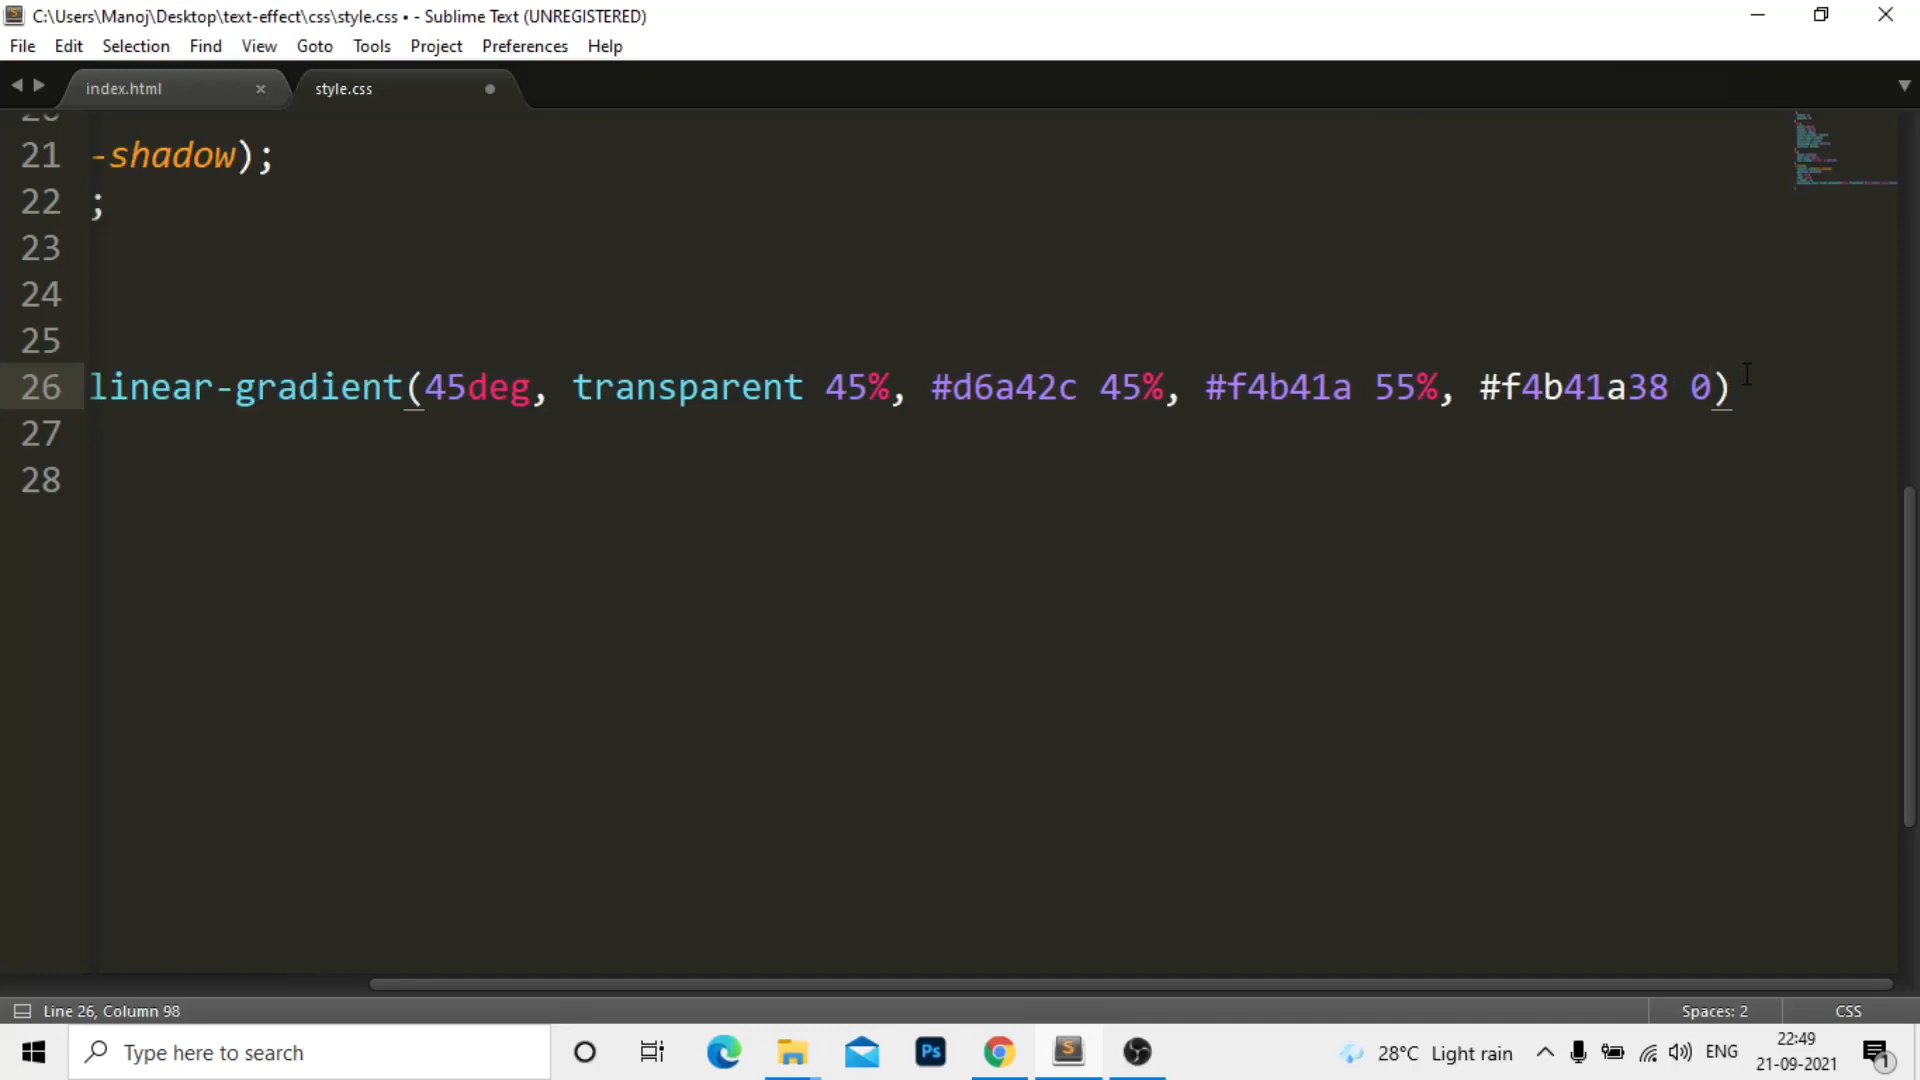 C:\Users\Manoj\Desktop\text-effect\css\style.css • - Sublime Text (UNREGISTERED)
File Edit Selection Find View Goto Tools Project Preferences Help
index.html × style.css
21 -shadow);
22 ;
23
24
25
26 linear-gradient(45deg, transparent 45%, #d6a42c 45%, #f4b41a 55%, #f4b41a38 0)
27
28
Line 26, Column 98 Spaces: 2 CSS
Type here to search Ps 28°C Light rain ENG 22:49
21-09-2021 1